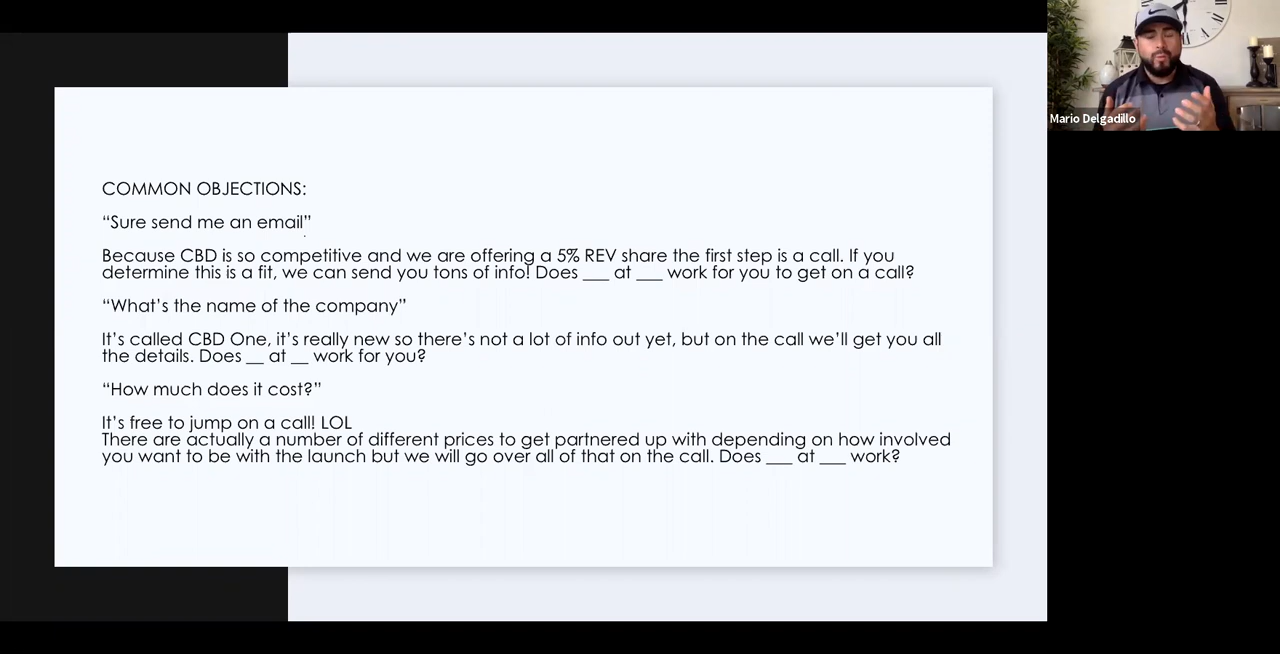 COMMON OBJECTIONS:
“Sure send me an email”
Because CBD is so competitive and we are offering a 5% REV share the first step is a call. If you
determine this is a fit, we can send you tons of info! Does ___ at ___ work for you to get on a call?
“What’s the name of the company”
It’s called CBD One, it’s really new so there’s not a lot of info out yet, but on the call we’ll get you all
the details. Does __ at __ work for you?
“How much does it cost?”
It’s free to jump on a call! LOL
There are actually a number of different prices to get partnered up with depending on how involved
you want to be with the launch but we will go over all of that on the call. Does ___ at ___ work?
Mario Delgadillo